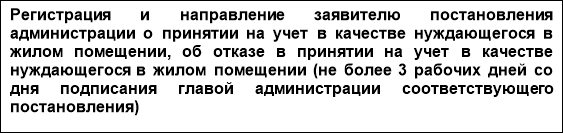 Регистрация и направление заявителю постановления
администрации о принятии на учет в качестве нуждающегося в
жилом помещении, об отказе в принятии на учет в качестве
нуждающегося в жилом помещении (не более 3 рабочих дней со
дня подписания главой администрации соответствующего
постановления)